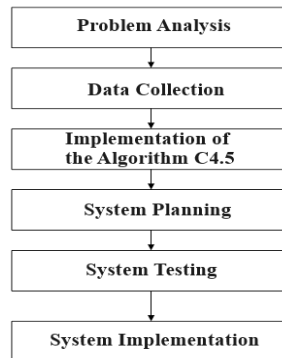 Problem Analysis
Data Collection
Implementation of
the Algorithm C4.5
System Planning
System Testing
System Implementation